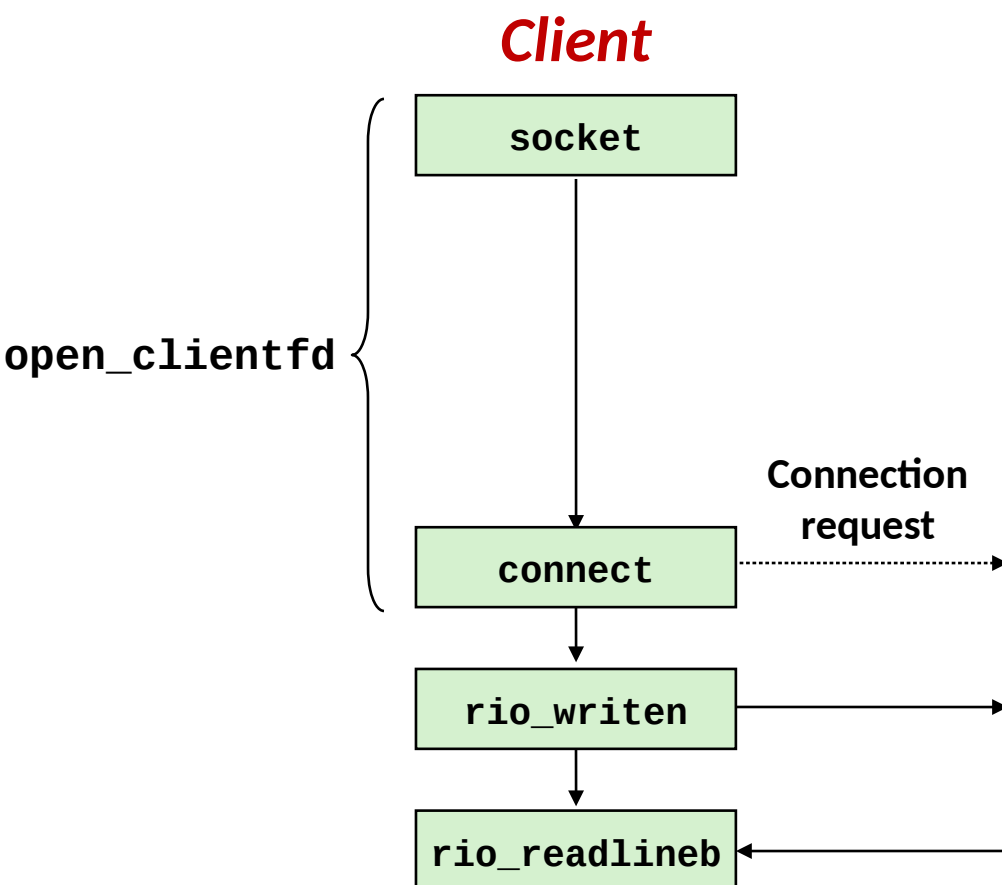 Client
socket
open_clientfd
Connection
request
connect
rio_writen
rio_readlineb